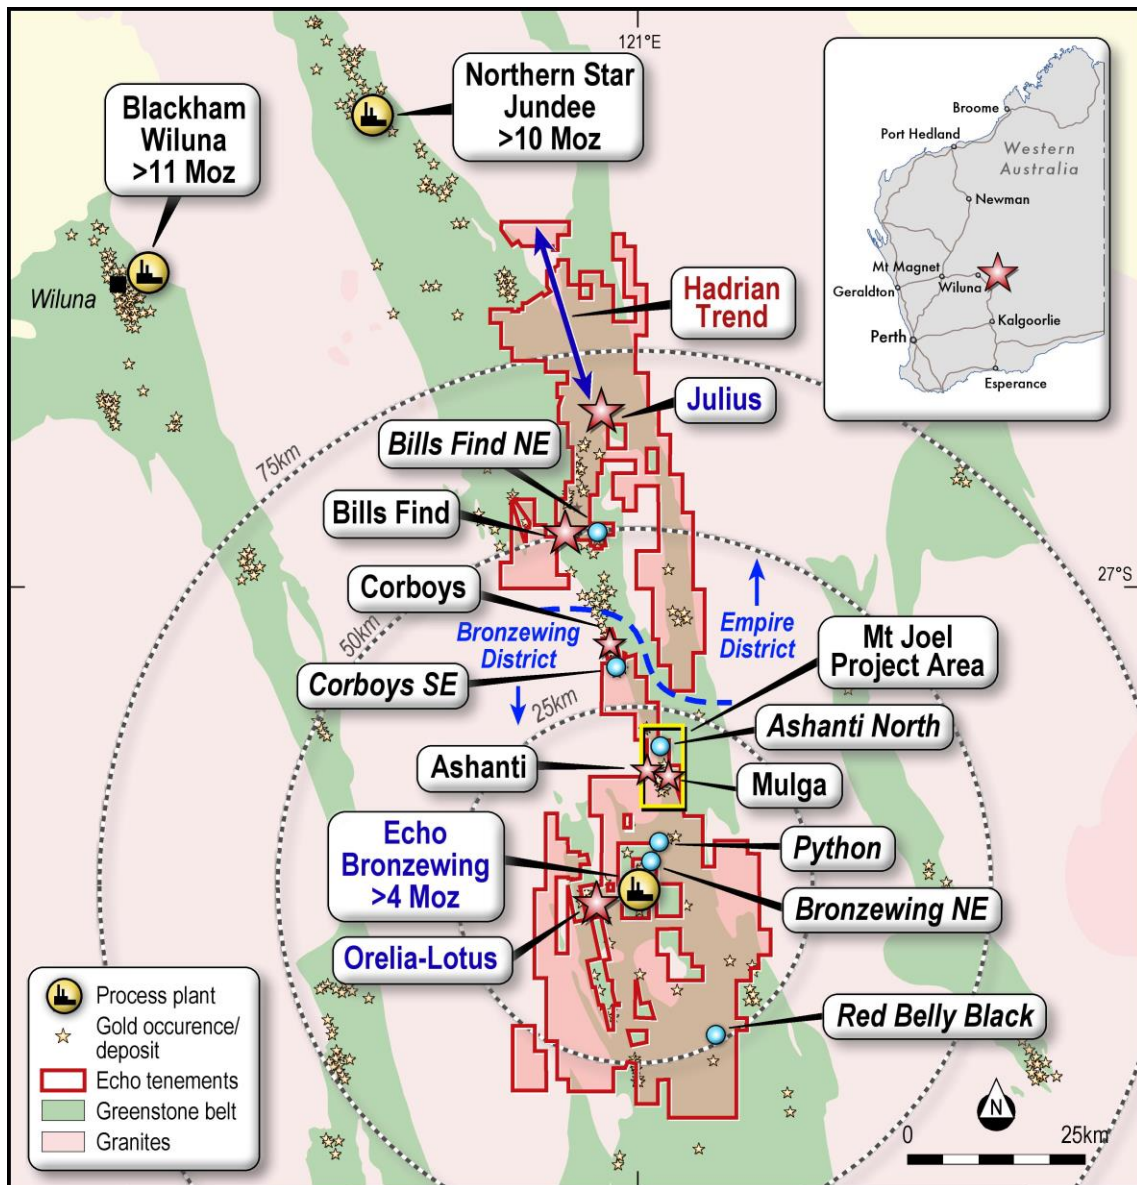 121°E
Northern Star
Jundee
>10 Moz
Blackham
Wiluna
>11 Moz
Wiluna
Broome
Port Hedland
Western
Australia
Newman
Mt Magnet
Wiluna
Geraldton
Kalgoorlie
Perth
Esperance
Hadrian
Trend
Julius
Bills Find NE
75km
Bills Find
27°S
Corboys
50km
Bronzewing
District
Empire
District
Mt Joel
Project Area
Corboys SE
25km
Ashanti North
Ashanti
Mulga
Echo
Bronzewing
>4 Moz
Python
Bronzewing NE
Orelia-Lotus
Red Belly Black
Process plant
Gold occurence/
deposit
Echo tenements
Greenstone belt
Granites
N
0 25km